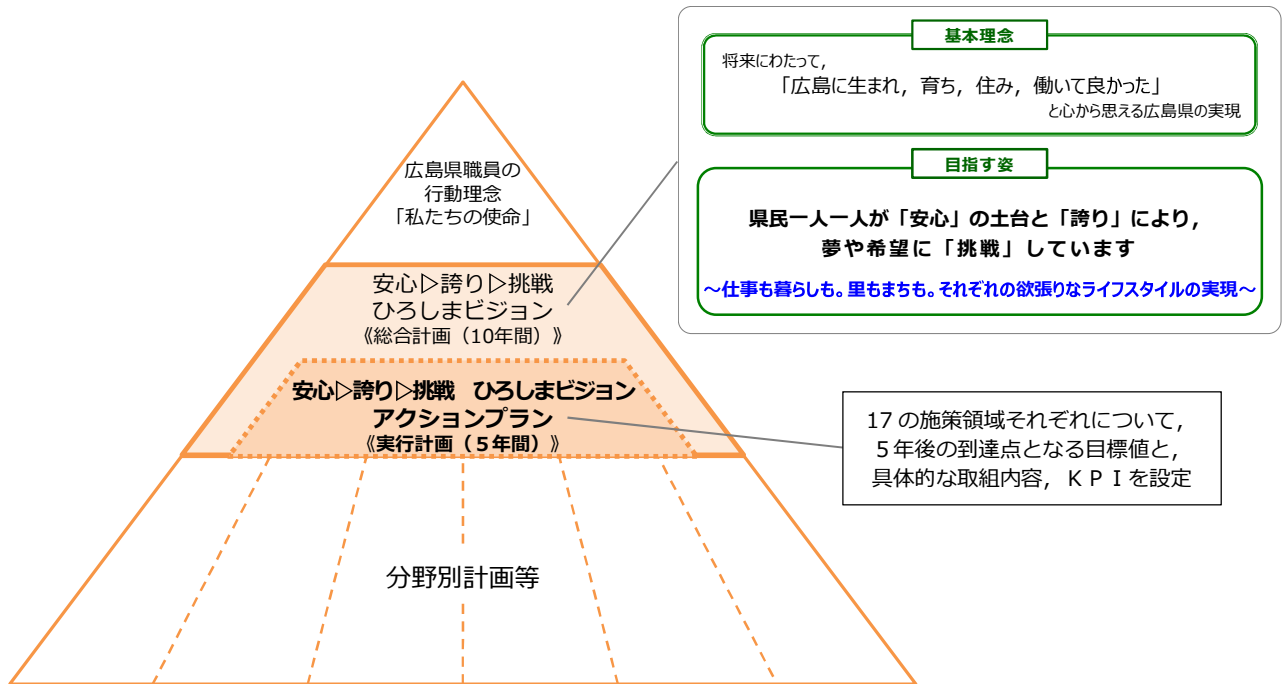 基本理念
将来にわたって，
「広島に生まれ，育ち，住み，働いて良かった」
と心から思える広島県の実現
目指す姿
県民一人一人が「安心」の土台と「誇り」により，
夢や希望に「挑戦」しています
～仕事も暮らしも。里もまちも。それぞれの欲張りなライフスタイルの実現～
広島県職員の
行動理念
「私たちの使命」
安心▷誇り▷挑戦
ひろしまビジョン
《総合計画（10年間）》
安心▷誇り▷挑戦　ひろしまビジョン
アクションプラン
《実行計画（５年間）》
17 の施策領域それぞれについて，
５年後の到達点となる目標値と，
具体的な取組内容，ＫＰＩを設定
分野別計画等